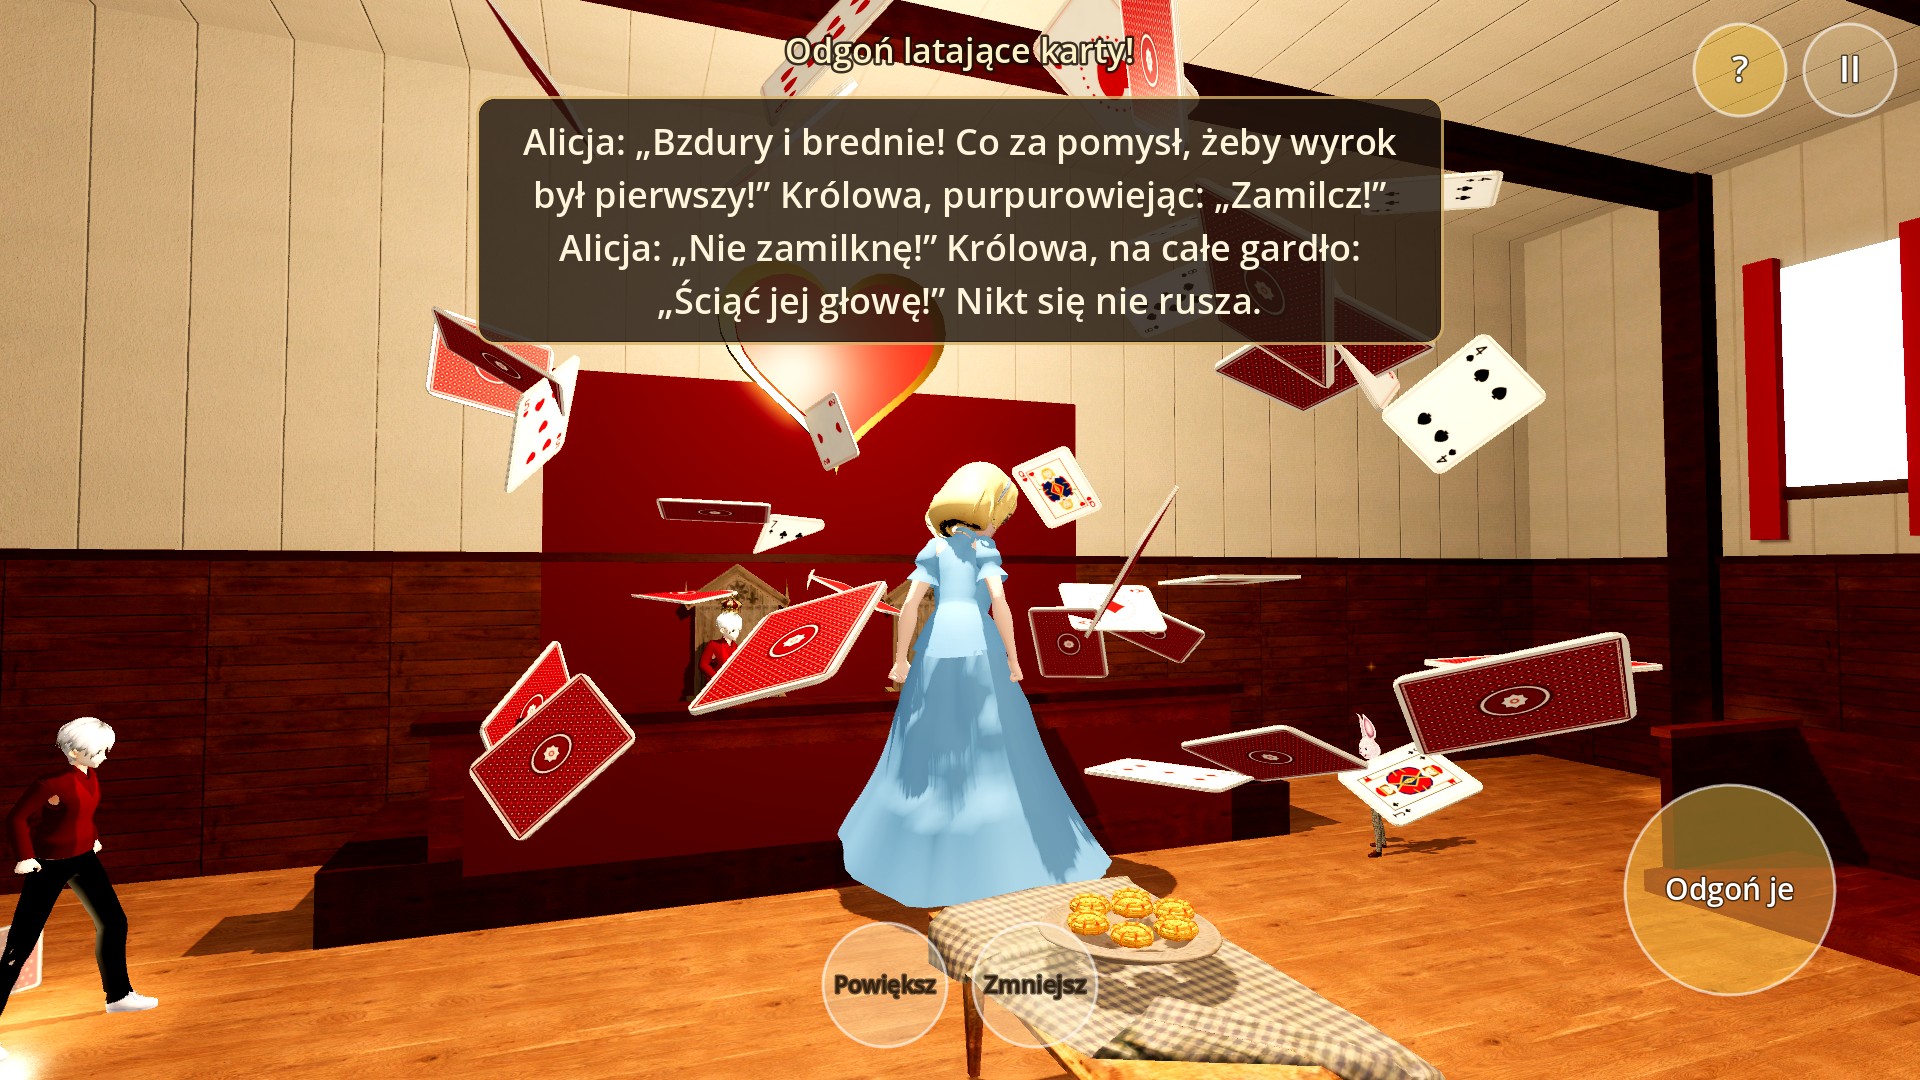 Odgoń latające karty!
?
Alicja: „Bzdury i brednie! Co za pomysł, żeby wyrok
był pierwszy!” Królowa, purpurowiejąc: „Zamilcz!”
Alicja: „Nie zamilknę!” Królowa, na całe gardło:
„Ściąć jej głowę!” Nikt się nie rusza.
Odgoń je
Powiększ
Zmniejsz